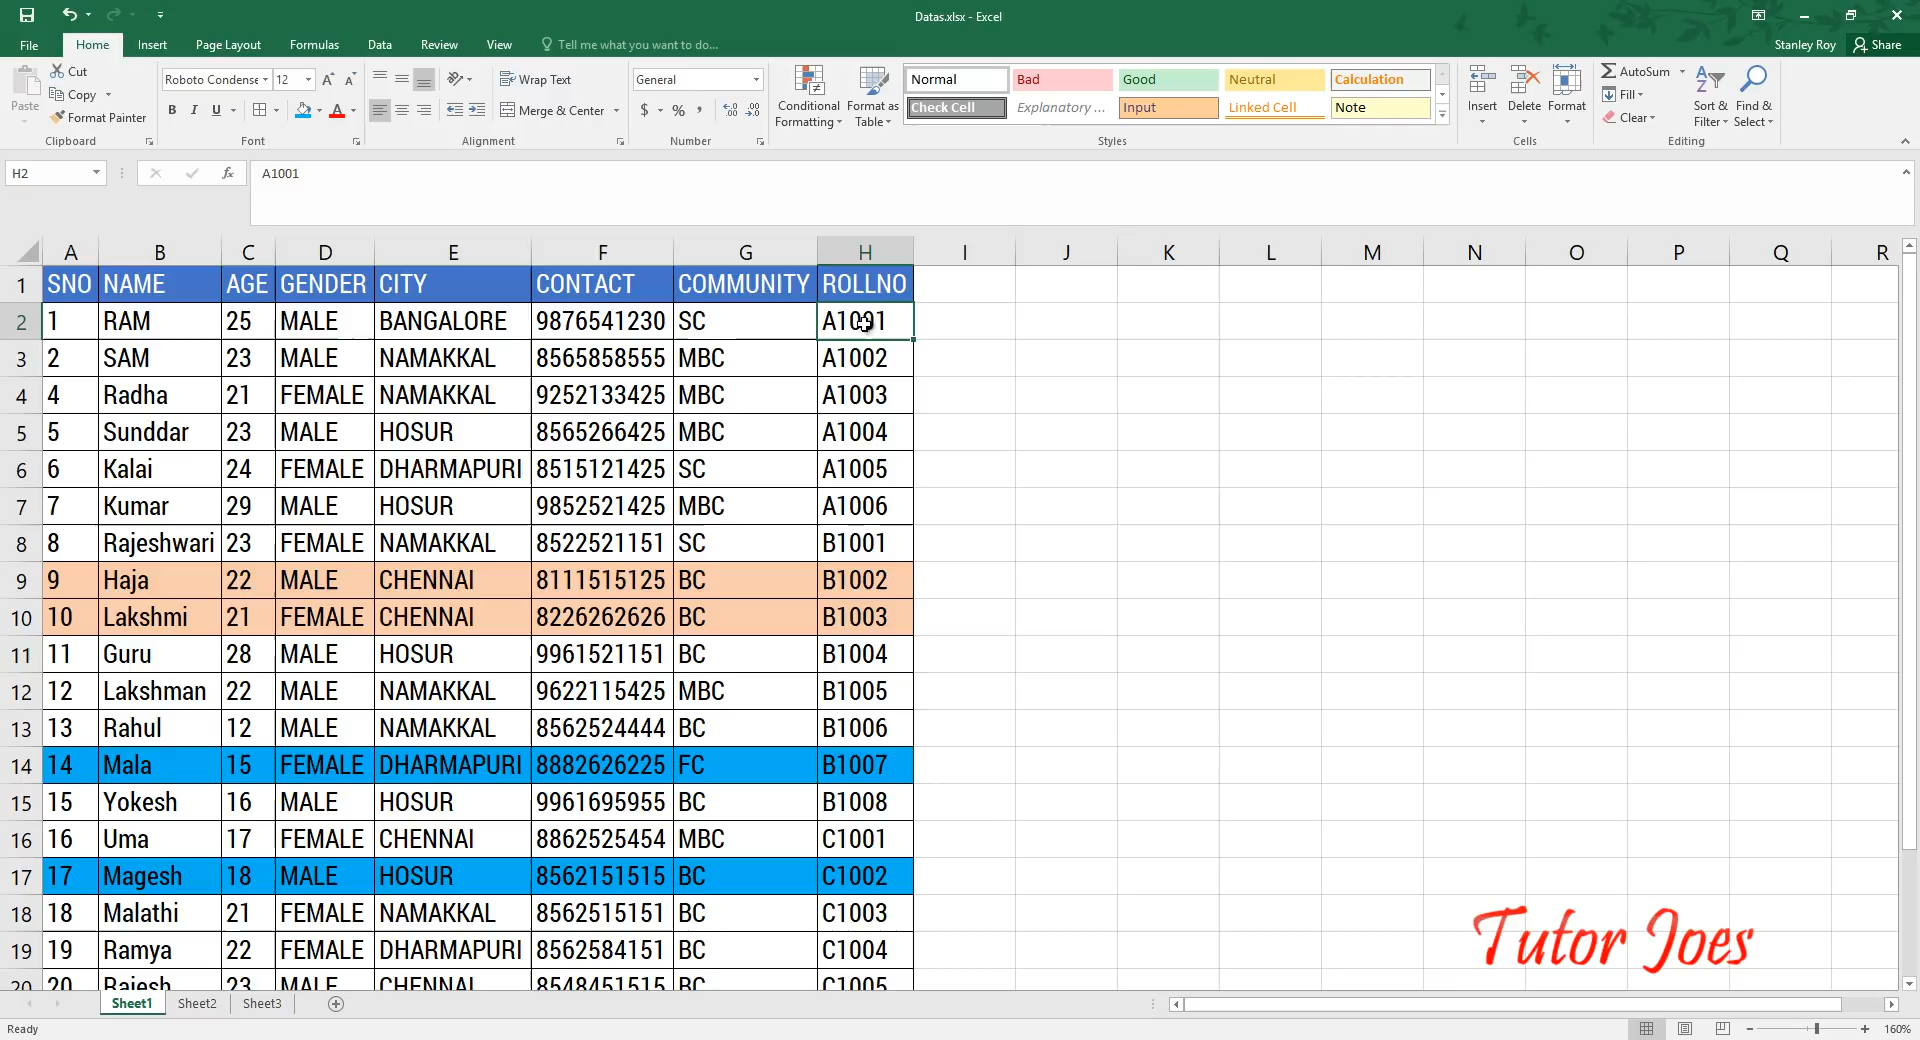 Datas.xlsx - Excel
File Home Insert Page Layout Formulas Data Review View Tell me what you want to do... Stanley Roy Share
Paste Cut Copy Format Painter Clipboard
Roboto Condense 12 B I U Font
Wrap Text Merge & Center Alignment
General $ % Number
Conditional Formatting Format as Table
Normal Bad Good Neutral Calculation
Check Cell Explanatory ... Input Linked Cell Note
Styles
Insert Delete Format Cells
AutoSum Fill Clear Sort & Filter Find & Select Editing
H2 fx A1001
A B C D E F G H I J K L M N O P Q R
1 SNO NAME AGE GENDER CITY CONTACT COMMUNITY ROLLNO
2 1 RAM 25 MALE BANGALORE 9876541230 SC A1001
3 2 SAM 23 MALE NAMAKKAL 8565858555 MBC A1002
4 4 Radha 21 FEMALE NAMAKKAL 9252133425 MBC A1003
5 5 Sunddar 23 MALE HOSUR 8565266425 MBC A1004
6 6 Kalai 24 FEMALE DHARMAPURI 8515121425 SC A1005
7 7 Kumar 29 MALE HOSUR 9852521425 MBC A1006
8 8 Rajeshwari 23 FEMALE NAMAKKAL 8522521151 SC B1001
9 9 Haja 22 MALE CHENNAI 8111515125 BC B1002
10 10 Lakshmi 21 FEMALE CHENNAI 8226262626 BC B1003
11 11 Guru 28 MALE HOSUR 9961521151 BC B1004
12 12 Lakshman 22 MALE NAMAKKAL 9622115425 MBC B1005
13 13 Rahul 12 MALE NAMAKKAL 8562524444 BC B1006
14 14 Mala 15 FEMALE DHARMAPURI 8882626225 FC B1007
15 15 Yokesh 16 MALE HOSUR 9961695955 BC B1008
16 16 Uma 17 FEMALE CHENNAI 8862525454 MBC C1001
17 17 Magesh 18 MALE HOSUR 8562151515 BC C1002
18 18 Malathi 21 FEMALE NAMAKKAL 8562515151 BC C1003
19 19 Ramya 22 FEMALE DHARMAPURI 8562584151 BC C1004
20 20 Rajesh 23 MALE CHENNAI 8548451515 BC C1005
Tutor Joes
Sheet1 Sheet2 Sheet3
Ready 160%